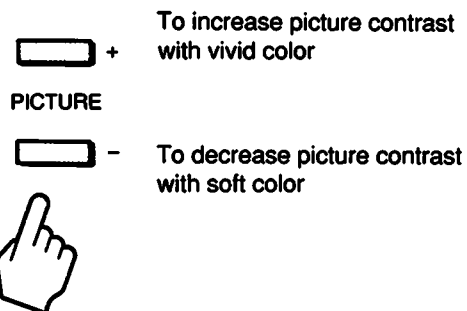 To increase picture contrast
+ with vivid color
PICTURE
- To decrease picture contrast
with soft color